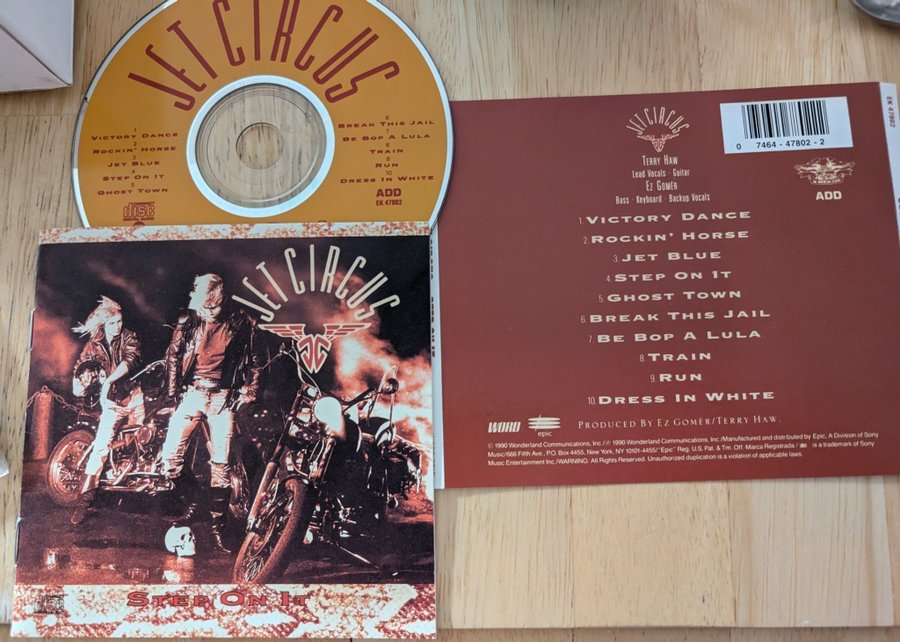 JET CIRCUS
1
VICTORY DANCE
2
ROCKIN' HORSE
3
JET BLUE
4
STEP ON IT
5
GHOST TOWN
6
BREAK THIS JAIL
7
BE BOP A LULA
8
TRAIN
9
RUN
10
DRESS IN WHITE
COMPACT
disc
DIGITAL AUDIO
ADD
EK 47802
JET CIRCUS
STEP ON IT
JET CIRCUS
TERRY HAW
Lead Vocals · Guitar
EZ GOMÉR
Bass · Keyboard · Backup Vocals
0 7464-47802-2
ADD
EK 47802
1. VICTORY DANCE
2. ROCKIN' HORSE
3. JET BLUE
4. STEP ON IT
5. GHOST TOWN
6. BREAK THIS JAIL
7. BE BOP A LULA
8. TRAIN
9. RUN
10. DRESS IN WHITE
WORD epic PRODUCED BY EZ GOMÉR/TERRY HAW.
© 1990 Wonderland Communications, Inc./℗ 1990 Wonderland Communications, Inc./Manufactured and distributed by Epic, A Division of Sony
Music/666 Fifth Ave., P.O. Box 4455, New York, NY 10101-4455/"Epic" Reg. U.S. Pat. & Tm. Off. Marca Registrada./ is a trademark of Sony
Music Entertainment Inc./WARNING: All Rights Reserved. Unauthorized duplication is a violation of applicable laws.